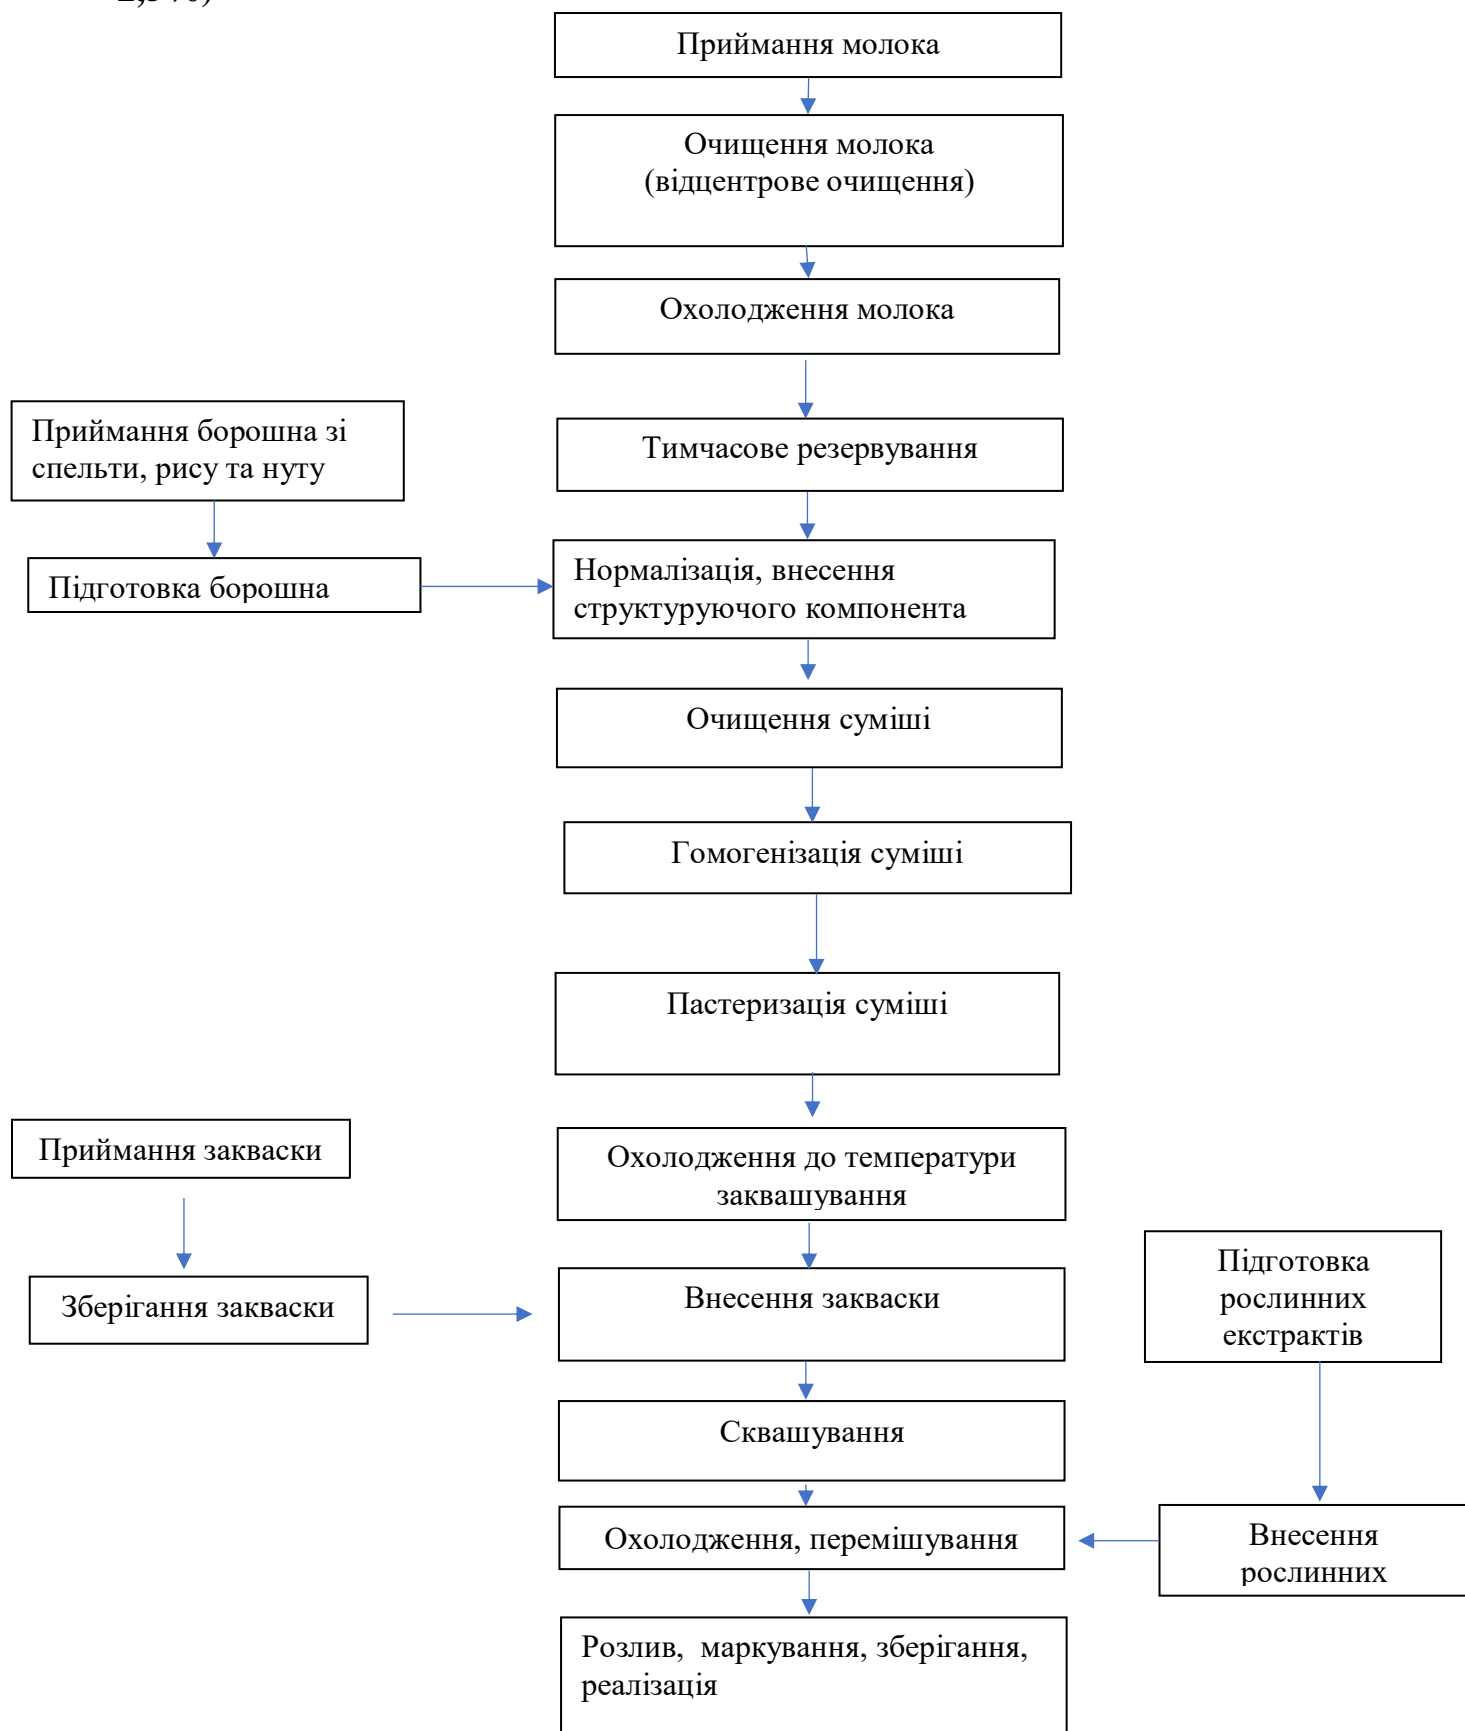 Приймання молока
Очищення молока
(відцентрове очищення)
Охолодження молока
Приймання борошна зі
спельти, рису та нуту
Тимчасове резервування
Підготовка борошна
Нормалізація, внесення
структуруючого компонента
Очищення суміші
Гомогенізація суміші
Пастеризація суміші
Приймання закваски
Охолодження до температури
заквашування
Зберігання закваски
Внесення закваски
Підготовка
рослинних
екстрактів
Сквашування
Охолодження, перемішування
Внесення
рослинних
Розлив,  маркування, зберігання,
реалізація